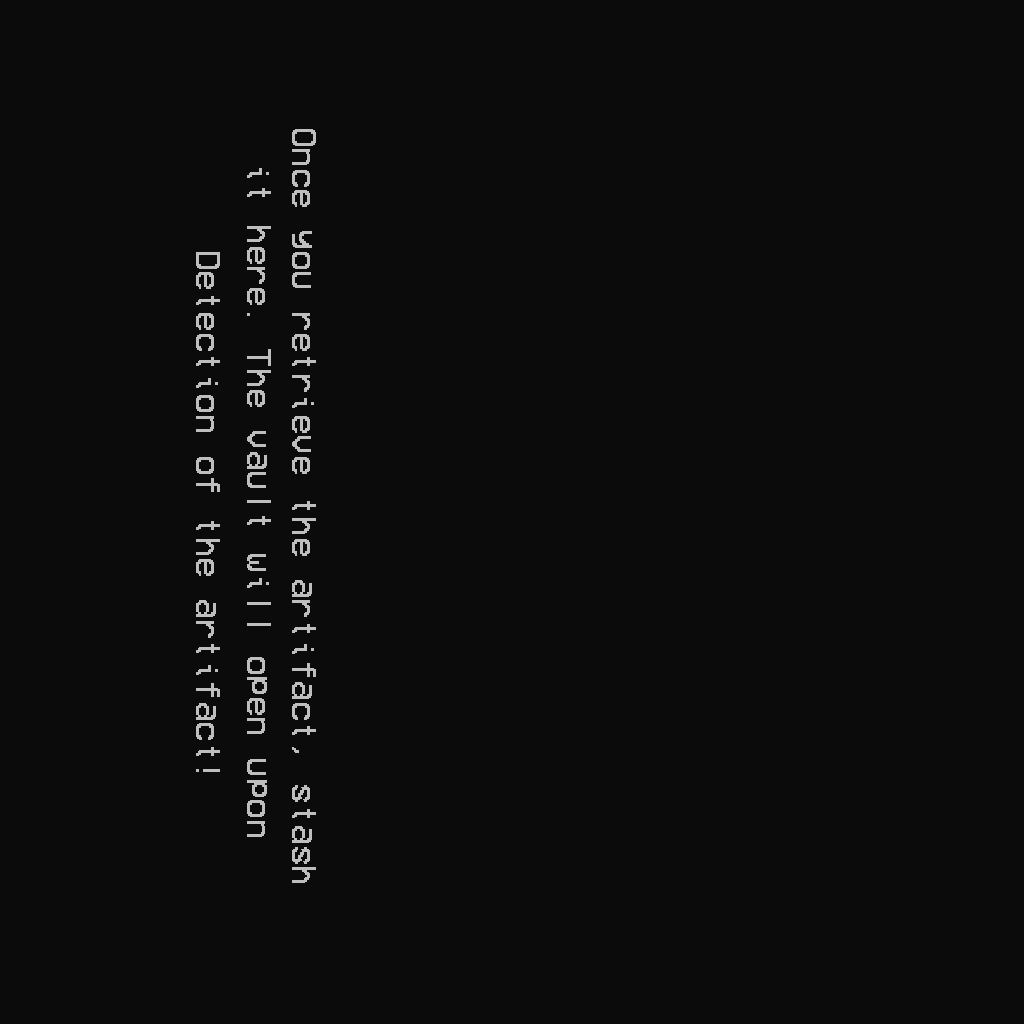 Once you retrieve the artifact, stash
it here. The vault will open upon
Detection of the artifact!